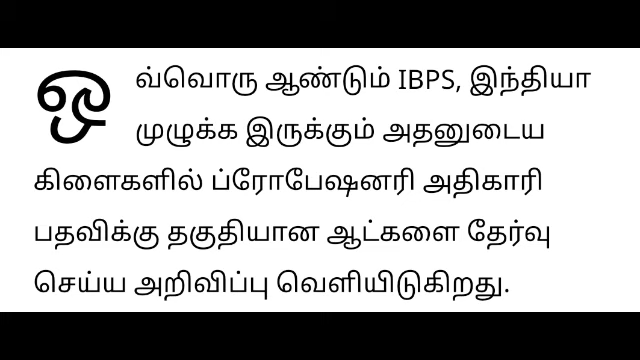 ஒவ்வொரு ஆண்டும் IBPS, இந்தியா
முழுக்க இருக்கும் அதனுடைய
கிளைகளில் ப்ரோபேஷனரி அதிகாரி
பதவிக்கு தகுதியான ஆட்களை தேர்வு
செய்ய அறிவிப்பு வெளியிடுகிறது.